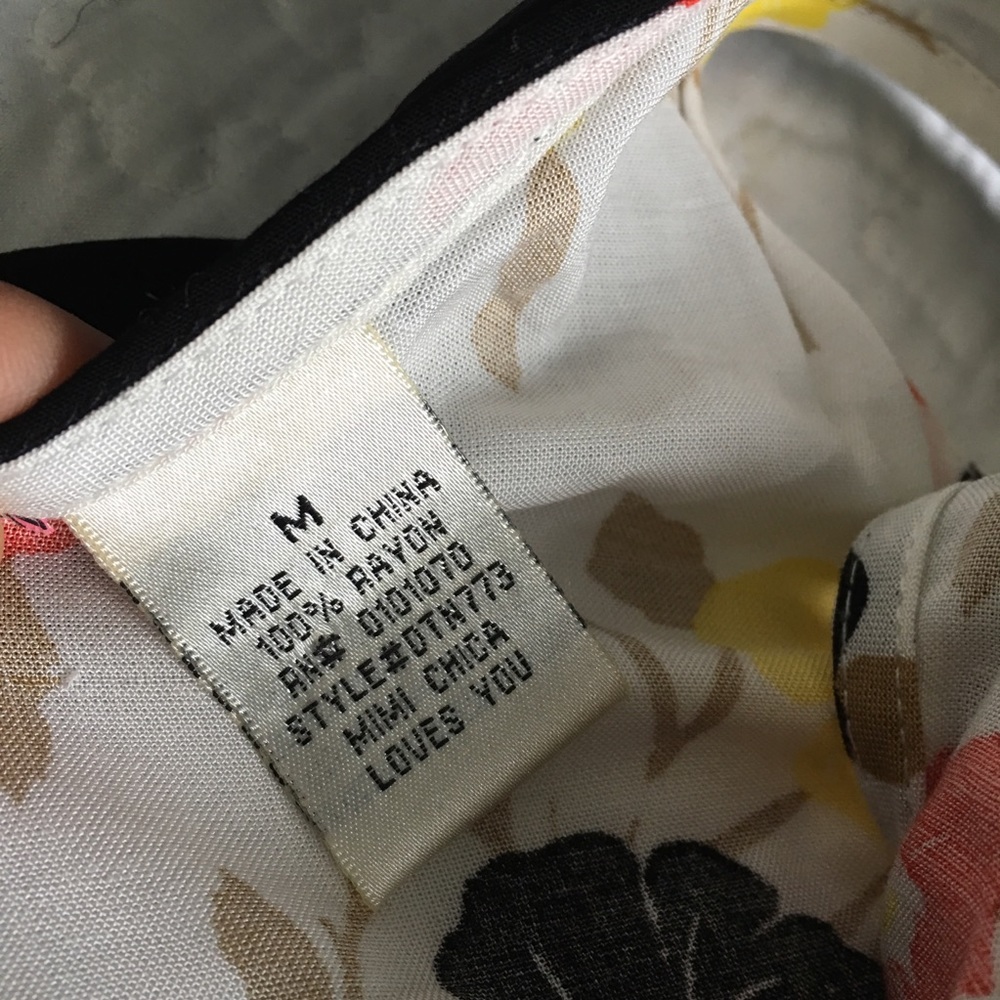 M
MADE IN CHINA
100% RAYON
RN# 0101070
STYLE#DTN773
MIMI CHICA
LOVES YOU